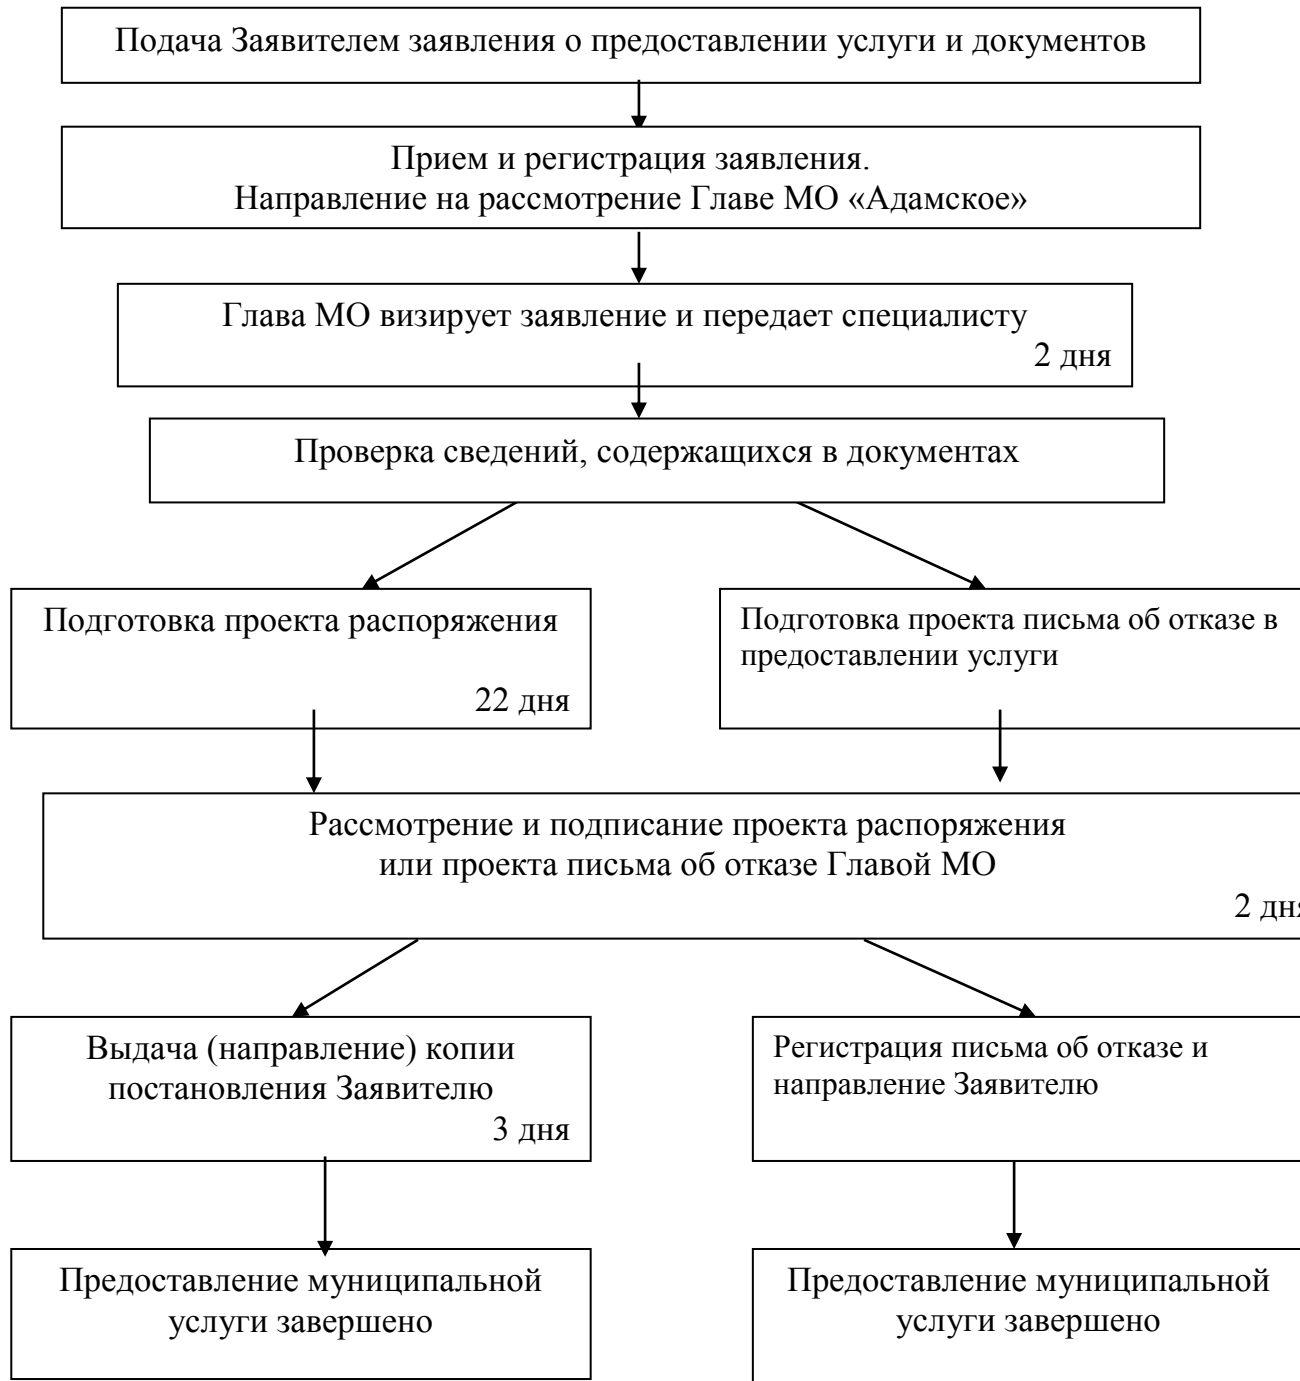 Подача Заявителем заявления о предоставлении услуги и документов
Прием и регистрация заявления.
Направление на рассмотрение Главе МО «Адамское»
Глава МО визирует заявление и передает специалисту
2 дня
Проверка сведений, содержащихся в документах
Подготовка проекта распоряжения
22 дня
Подготовка проекта письма об отказе в
предоставлении услуги
Рассмотрение и подписание проекта распоряжения
или проекта письма об отказе Главой МО
2 дня
Выдача (направление) копии
постановления Заявителю
3 дня
Регистрация письма об отказе и
направление Заявителю
Предоставление муниципальной
услуги завершено
Предоставление муниципальной
услуги завершено